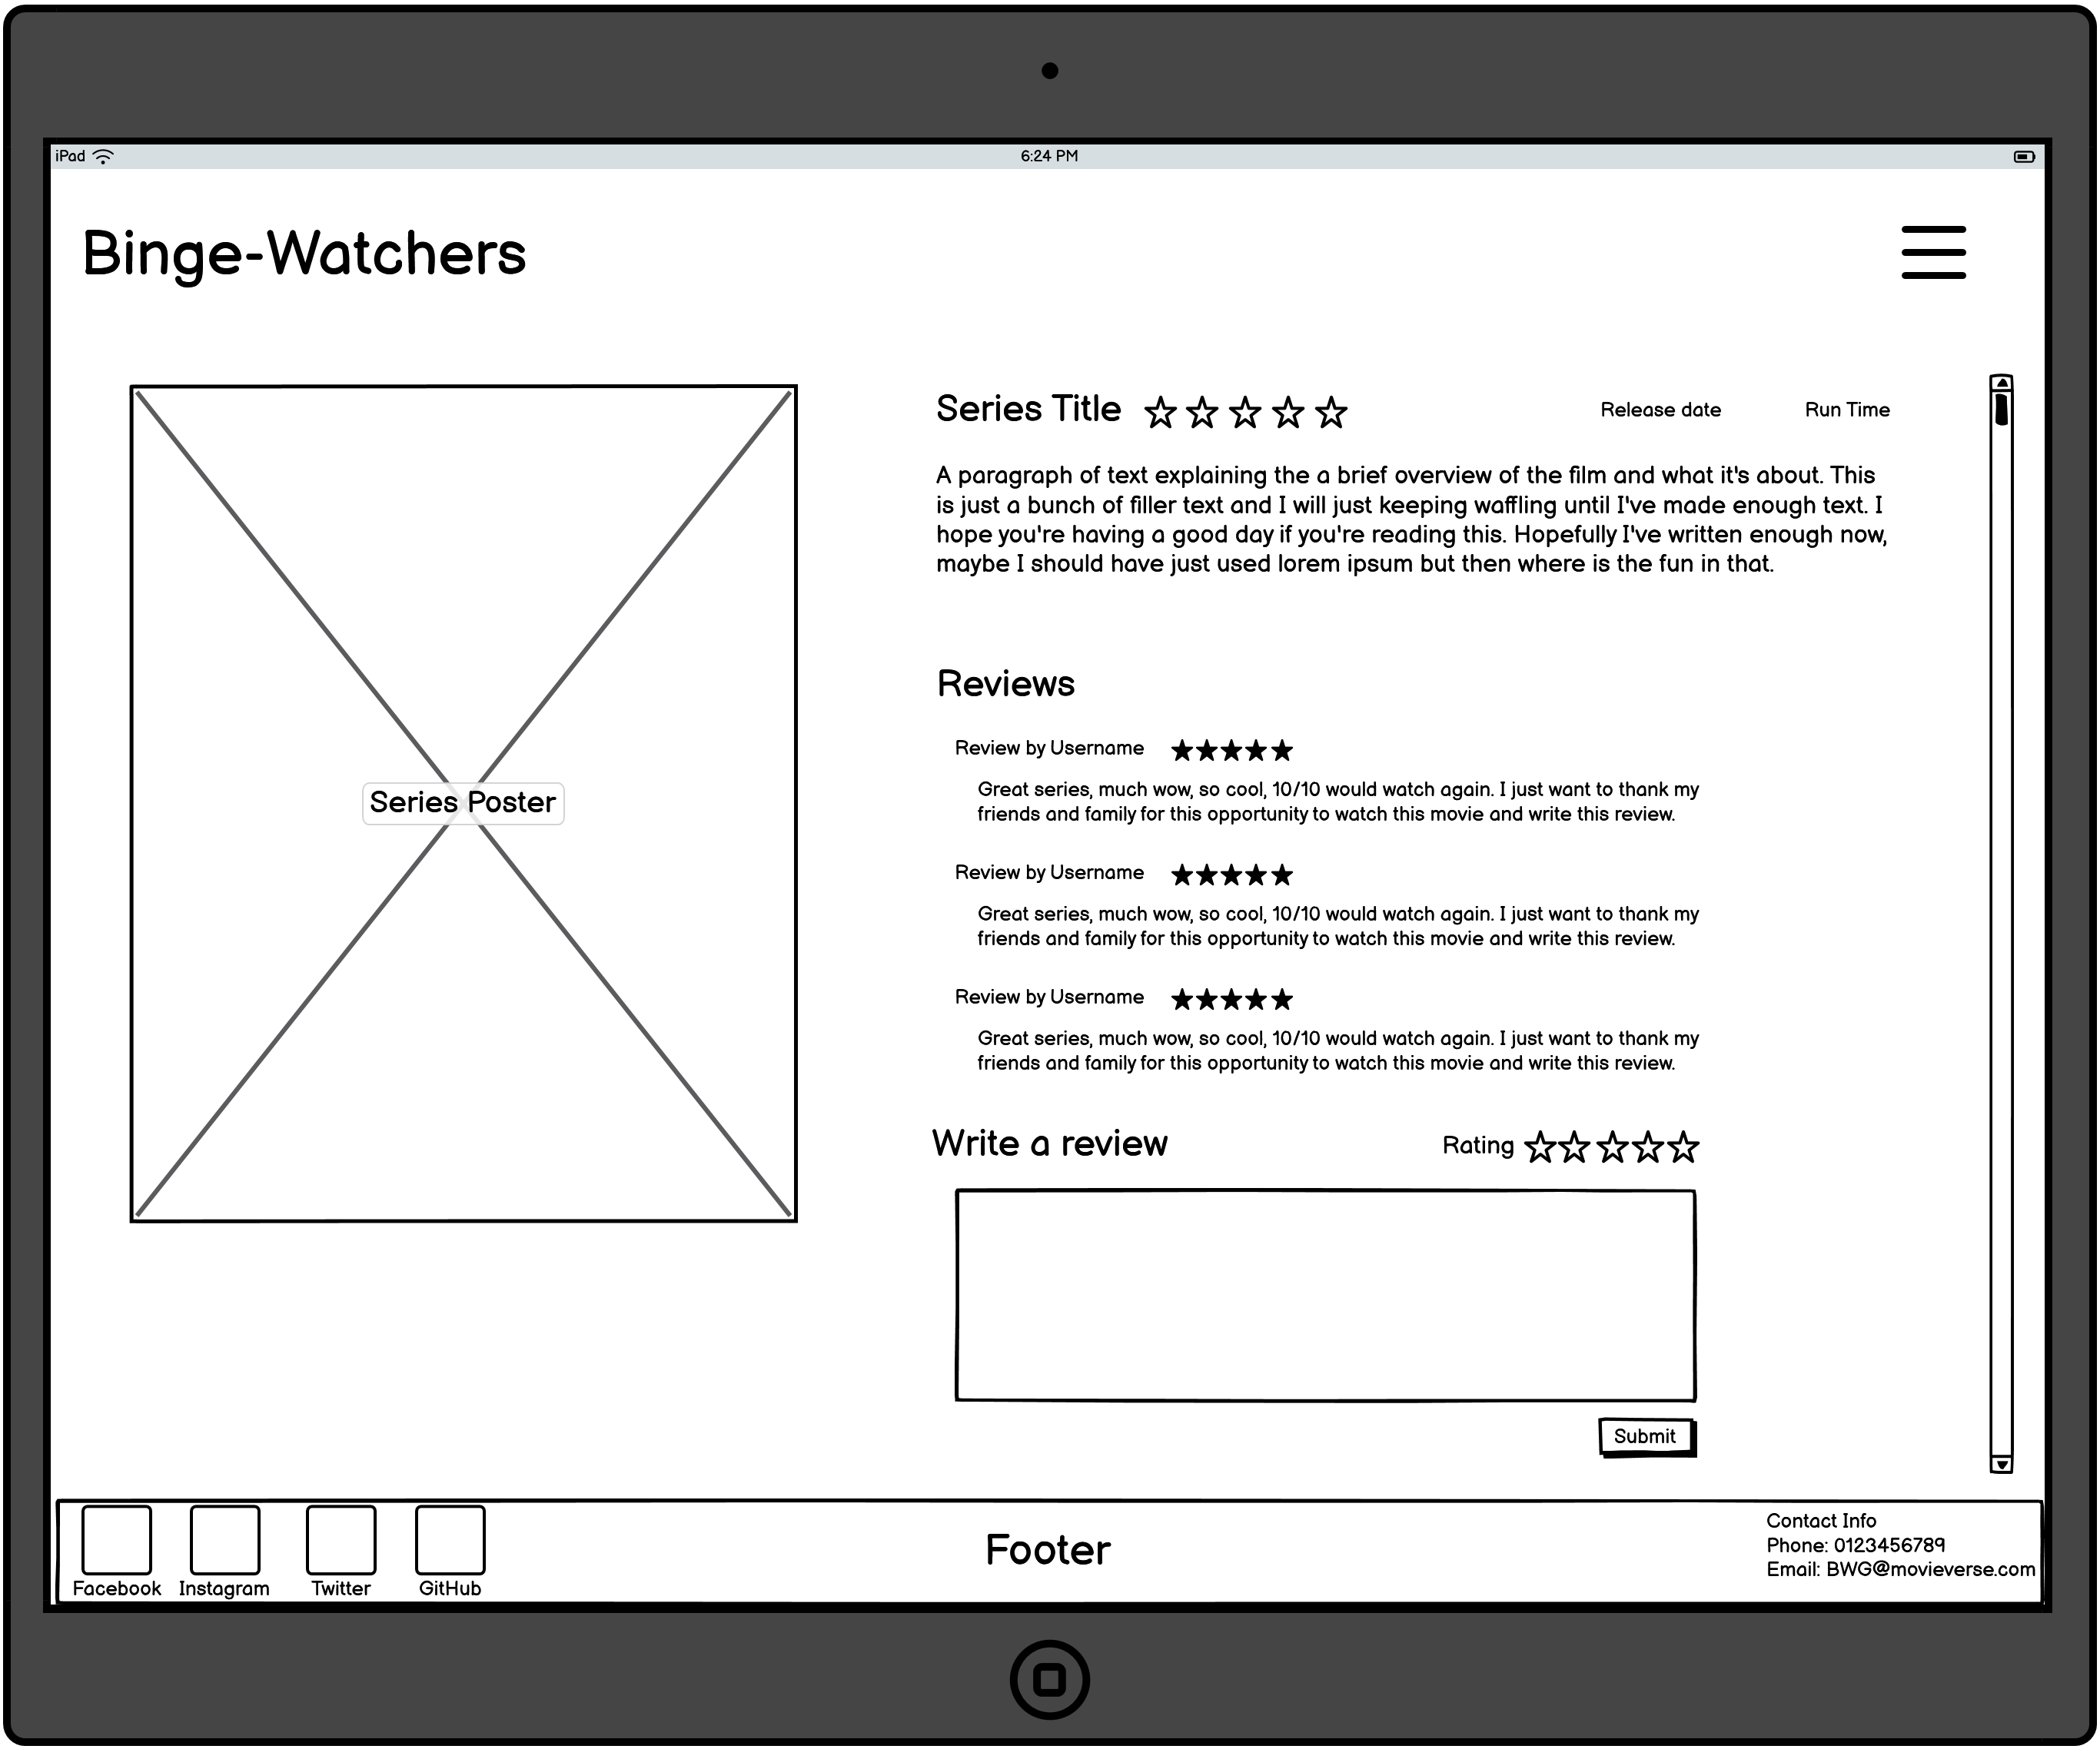 iPad
6:24 PM
Binge-Watchers
Series Poster
Series Title
Release date
Run Time
A paragraph of text explaining the a brief overview of the film and what it's about. This
is just a bunch of filler text and I will just keeping waffling until I've made enough text. I
hope you're having a good day if you're reading this. Hopefully I've written enough now,
maybe I should have just used lorem ipsum but then where is the fun in that.
Reviews
Review by Username
Great series, much wow, so cool, 10/10 would watch again. I just want to thank my
friends and family for this opportunity to watch this movie and write this review.
Review by Username
Great series, much wow, so cool, 10/10 would watch again. I just want to thank my
friends and family for this opportunity to watch this movie and write this review.
Review by Username
Great series, much wow, so cool, 10/10 would watch again. I just want to thank my
friends and family for this opportunity to watch this movie and write this review.
Write a review
Rating
Submit
Facebook
Instagram
Twitter
GitHub
Footer
Contact Info
Phone: 0123456789
Email: BWG@movieverse.com